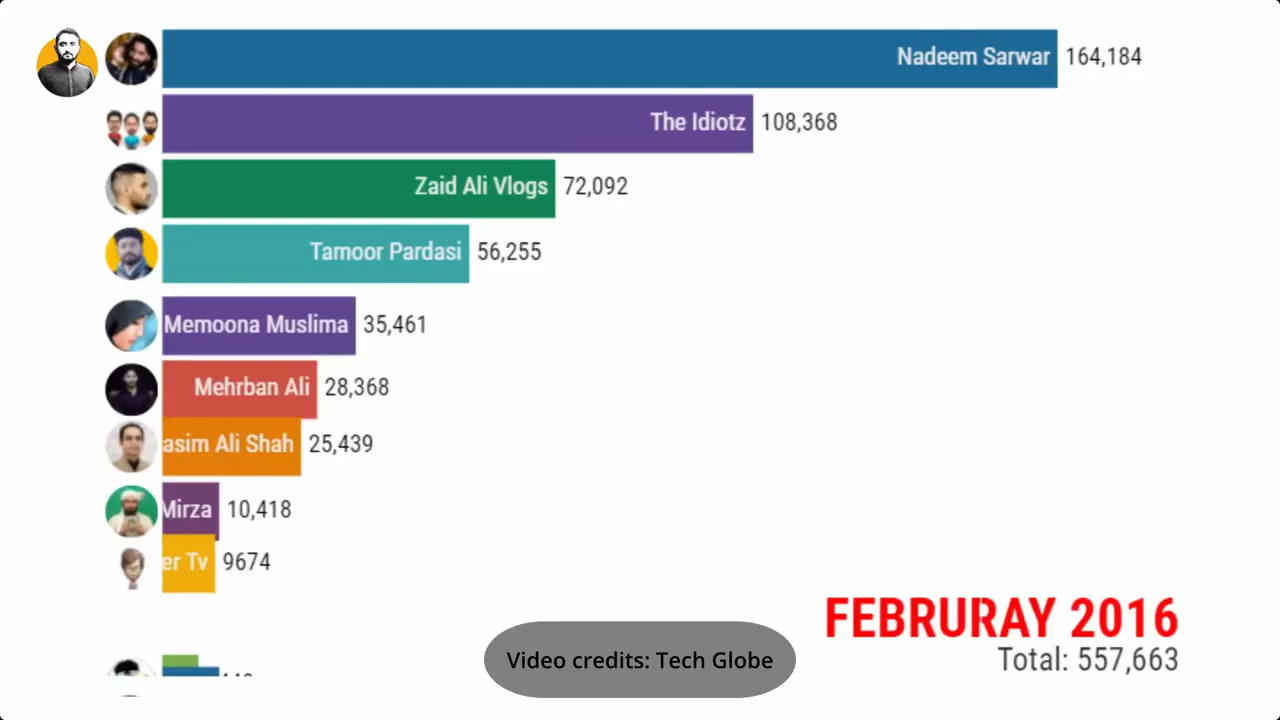 Nadeem Sarwar 164,184
The Idiotz 108,368
Zaid Ali Vlogs 72,092
Tamoor Pardasi 56,255
Memoona Muslima 35,461
Mehrban Ali 28,368
asim Ali Shah 25,439
Mirza 10,418
er Tv 9674
FEBRURAY 2016
Total: 557,663
Video credits: Tech Globe